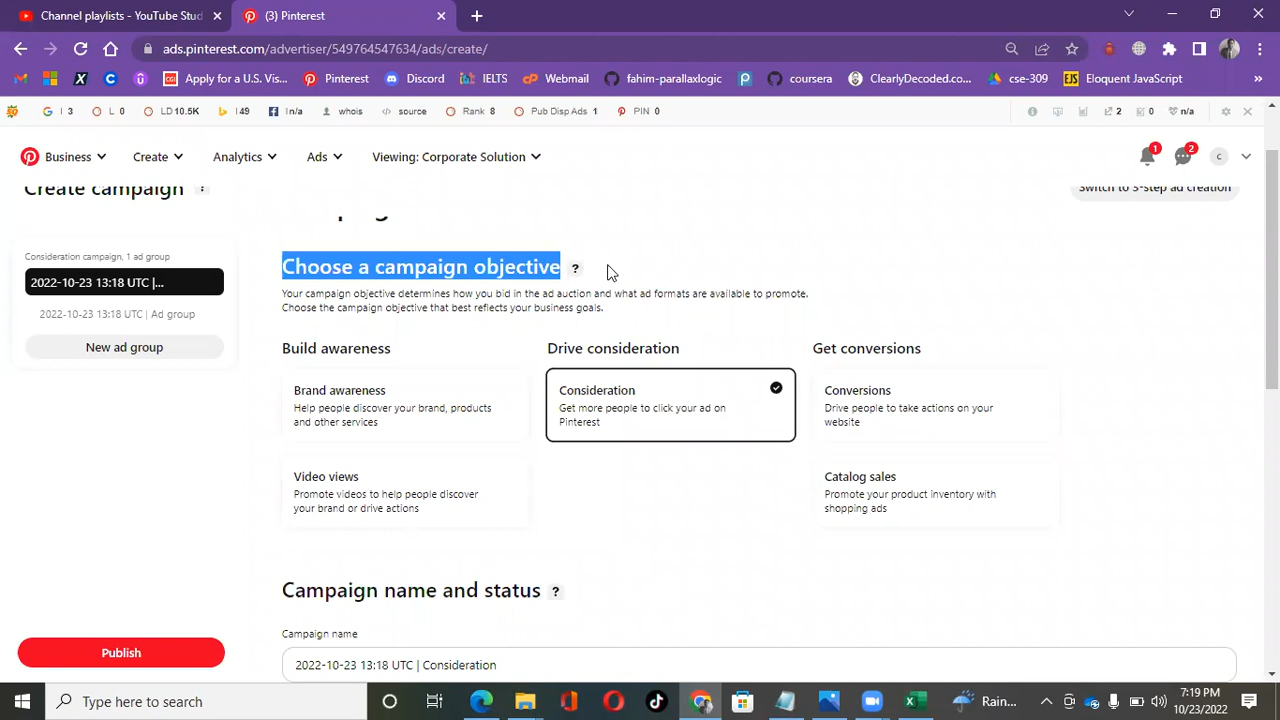 Channel playlists - YouTube Stud
(3) Pinterest
ads.pinterest.com/advertiser/549764547634/ads/create/
Apply for a U.S. Vis...
Pinterest
Discord
IELTS
Webmail
fahim-parallaxlogic
coursera
ClearlyDecoded.co...
cse-309
EJS Eloquent JavaScript
»
I 3
L 0
LD 10.5K
I 49
I n/a
whois
source
Rank 8
Pub Disp Ads 1
PIN 0
2
0
n/a
Business
Create
Analytics
Ads
Viewing: Corporate Solution
1
2
C
Create campaign
Switch to 3-step ad creation
Consideration campaign, 1 ad group
2022-10-23 13:18 UTC |...
2022-10-23 13:18 UTC | Ad group
New ad group
Publish
Choose a campaign objective ?
Your campaign objective determines how you bid in the ad auction and what ad formats are available to promote.
Choose the campaign objective that best reflects your business goals.
Build awareness
Drive consideration
Get conversions
Brand awareness
Help people discover your brand, products
and other services
Consideration
Get more people to click your ad on
Pinterest
Conversions
Drive people to take actions on your
website
Video views
Promote videos to help people discover
your brand or drive actions
Catalog sales
Promote your product inventory with
shopping ads
Campaign name and status ?
Campaign name
2022-10-23 13:18 UTC | Consideration
Type here to search
Rain...
7:19 PM
10/23/2022